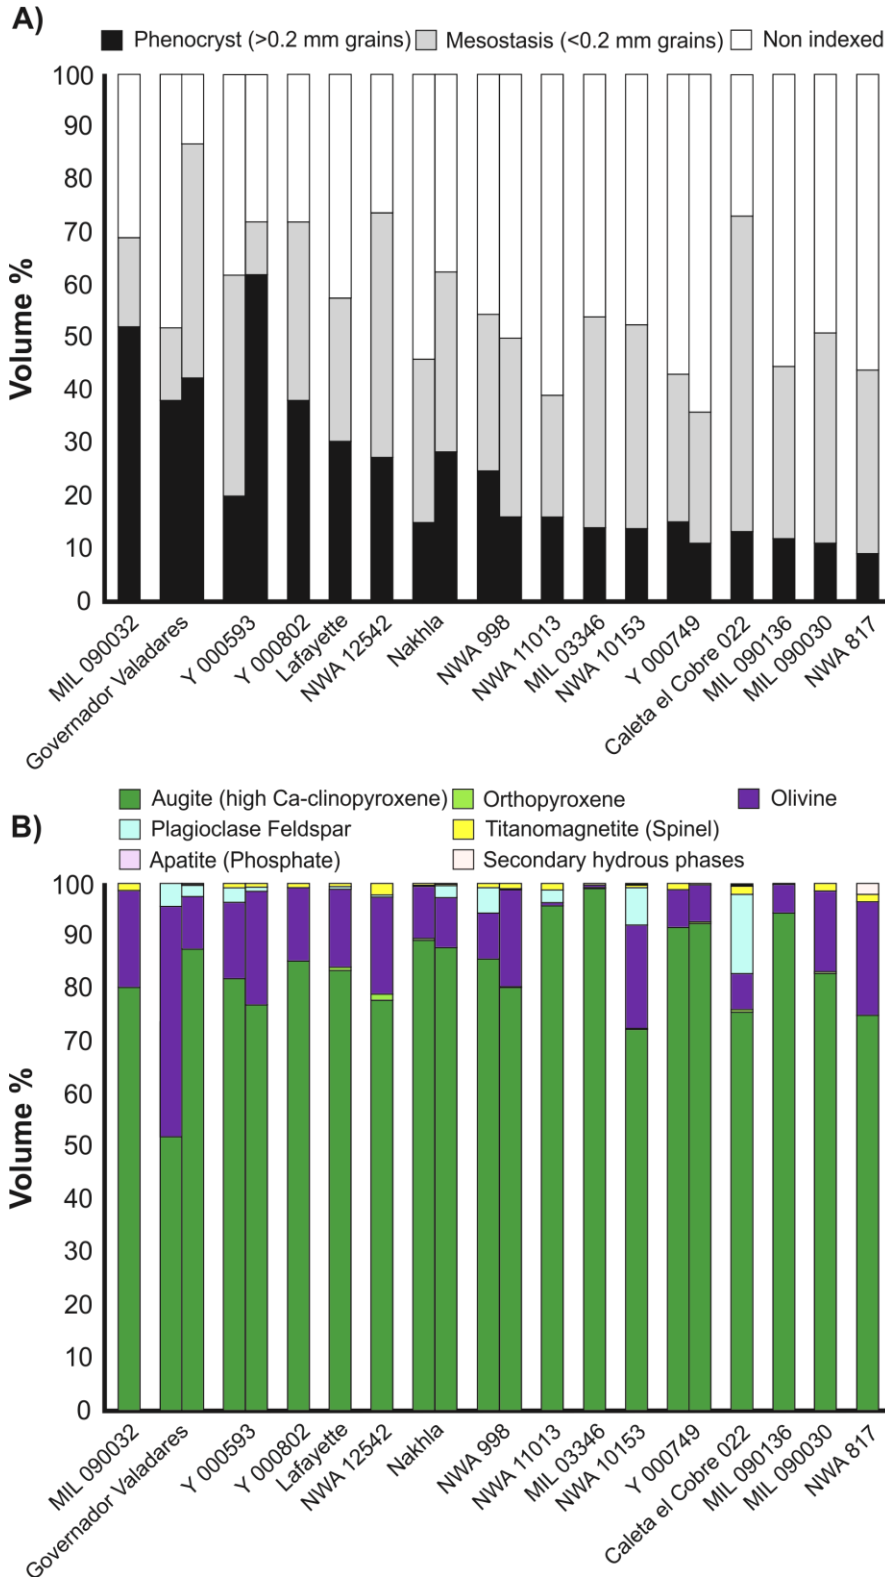 A)
Phenocryst (>0.2 mm grains) Mesostasis (<0.2 mm grains) Non indexed
Volume %
100
90
80
70
60
50
40
30
20
10
0
MIL 090032
Governador Valadares
Y 000593
Y 000802
Lafayette
NWA 12542
Nakhla
NWA 998
NWA 11013
MIL 03346
NWA 10153
Y 000749
Caleta el Cobre 022
MIL 090136
MIL 090030
NWA 817
B)
Augite (high Ca-clinopyroxene) Orthopyroxene Olivine
Plagioclase Feldspar Titanomagnetite (Spinel)
Apatite (Phosphate) Secondary hydrous phases
Volume %
100
90
80
70
60
50
40
30
20
10
0
MIL 090032
Governador Valadares
Y 000593
Y 000802
Lafayette
NWA 12542
Nakhla
NWA 998
NWA 11013
MIL 03346
NWA 10153
Y 000749
Caleta el Cobre 022
MIL 090136
MIL 090030
NWA 817